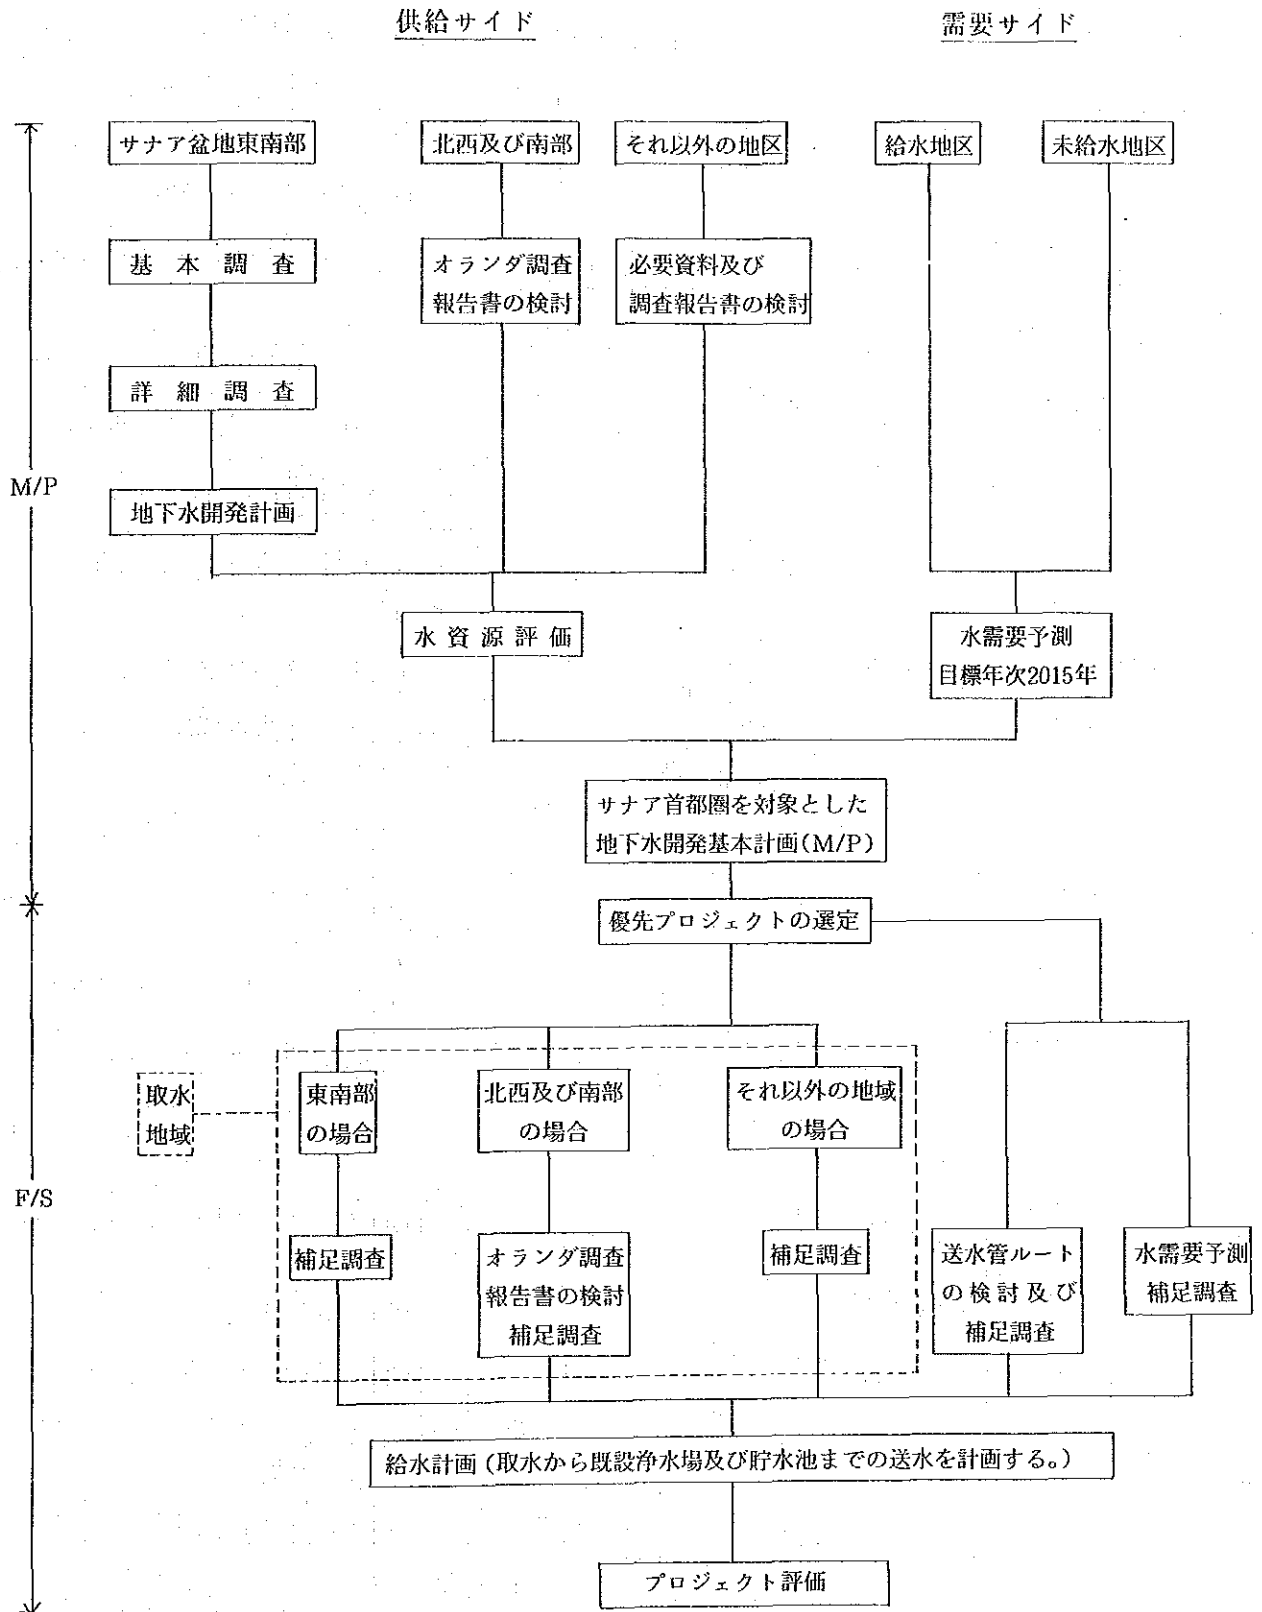 供給サイド
需要サイド
サナア盆地東南部
北西及び南部
それ以外の地区
給水地区
未給水地区
基本調査
オランダ調査
報告書の検討
必要資料及び
調査報告書の検討
詳細調査
M/P
地下水開発計画
水資源評価
水需要予測
目標年次2015年
サナア首都圏を対象とした
地下水開発基本計画(M/P)
優先プロジェクトの選定
取水
地域
東南部
の場合
北西及び南部
の場合
それ以外の地域
の場合
F/S
補足調査
オランダ調査
報告書の検討
補足調査
補足調査
送水管ルート
の検討及び
補足調査
水需要予測
補足調査
給水計画(取水から既設浄水場及び貯水池までの送水を計画する。)
プロジェクト評価